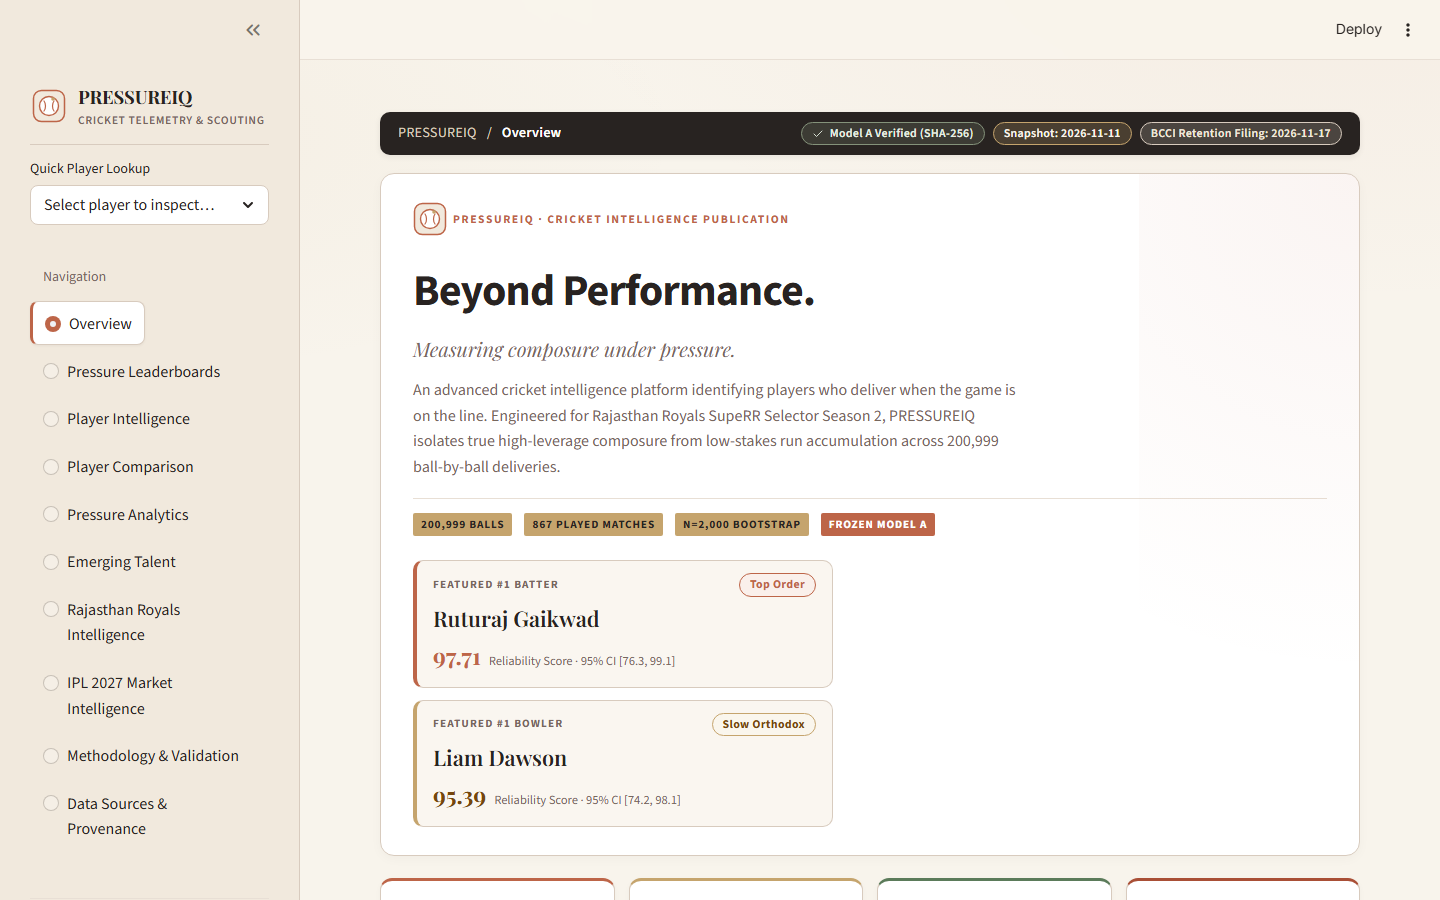 Deploy
PRESSUREIQ
CRICKET TELEMETRY & SCOUTING
Quick Player Lookup
Select player to inspect...
Navigation
Overview
Pressure Leaderboards
Player Intelligence
Player Comparison
Pressure Analytics
Emerging Talent
Rajasthan Royals
Intelligence
IPL 2027 Market
Intelligence
Methodology & Validation
Data Sources &
Provenance
PRESSUREIQ / Overview
✓ Model A Verified (SHA-256)
Snapshot: 2026-11-11
BCCI Retention Filing: 2026-11-17
PRESSUREIQ · CRICKET INTELLIGENCE PUBLICATION
Beyond Performance.
Measuring composure under pressure.
An advanced cricket intelligence platform identifying players who deliver when the game is
on the line. Engineered for Rajasthan Royals SupeRR Selector Season 2, PRESSUREIQ
isolates true high-leverage composure from low-stakes run accumulation across 200,999
ball-by-ball deliveries.
200,999 BALLS
867 PLAYED MATCHES
N=2,000 BOOTSTRAP
FROZEN MODEL A
FEATURED #1 BATTER
Top Order
Ruturaj Gaikwad
97.71 Reliability Score · 95% CI [76.3, 99.1]
FEATURED #1 BOWLER
Slow Orthodox
Liam Dawson
95.39 Reliability Score · 95% CI [74.2, 98.1]